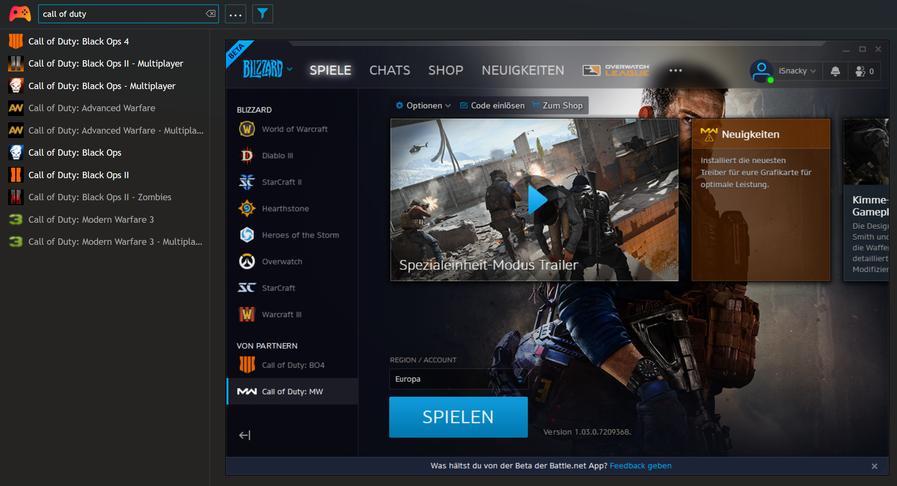 call of duty
...
Call of Duty: Black Ops 4
Call of Duty: Black Ops II - Multiplayer
Call of Duty: Black Ops - Multiplayer
Call of Duty: Advanced Warfare
Call of Duty: Advanced Warfare - Multipla...
Call of Duty: Black Ops
Call of Duty: Black Ops II
Call of Duty: Black Ops II - Zombies
Call of Duty: Modern Warfare 3
Call of Duty: Modern Warfare 3 - Multipla...
BETA
BLIZZARD
SPIELE
CHATS
SHOP
NEUIGKEITEN
OVERWATCH
LEAGUE
...
iSnacky
0
BLIZZARD
World of Warcraft
Diablo III
StarCraft II
Hearthstone
Heroes of the Storm
Overwatch
StarCraft
Warcraft III
VON PARTNERN
Call of Duty: BO4
Call of Duty: MW
Optionen
Code einlösen
Zum Shop
Spezialeinheit-Modus Trailer
Neuigkeiten
Installiert die neuesten
Treiber für eure Grafikarte für
optimale Leistung.
Kimme-
Gamepl
Die Design
Smith und
die Waffe
detailliert
Modifizier
REGION / ACCOUNT
Europa
SPIELEN
Version 1.03.0.7209368.
Was hältst du von der Beta der Battle.net App? Feedback geben